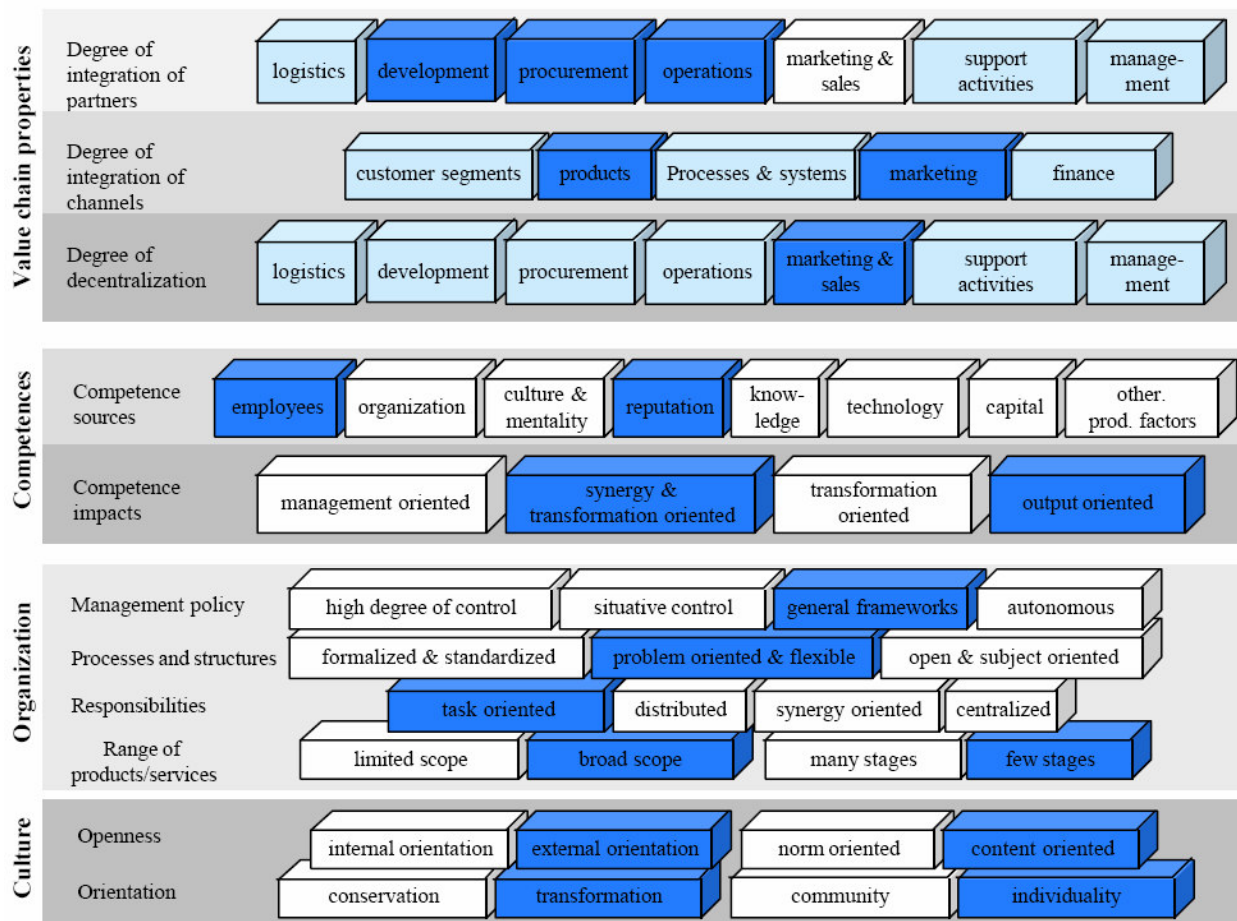 Value chain properties
Degree of
integration of
partners
logistics
development
procurement
operations
marketing &
sales
support
activities
manage-
ment
Degree of
integration of
channels
customer segments
products
Processes & systems
marketing
finance
Degree of
decentralization
logistics
development
procurement
operations
marketing &
sales
support
activities
manage-
ment
Competences
Competence
sources
employees
organization
culture &
mentality
reputation
know-
ledge
technology
capital
other.
prod. factors
Competence
impacts
management oriented
synergy &
transformation oriented
transformation
oriented
output oriented
Organization
Management policy
high degree of control
situative control
general frameworks
autonomous
Processes and structures
formalized & standardized
problem oriented & flexible
open & subject oriented
Responsibilities
task oriented
distributed
synergy oriented
centralized
Range of
products/services
limited scope
broad scope
many stages
few stages
Culture
Openness
internal orientation
external orientation
norm oriented
content oriented
Orientation
conservation
transformation
community
individuality